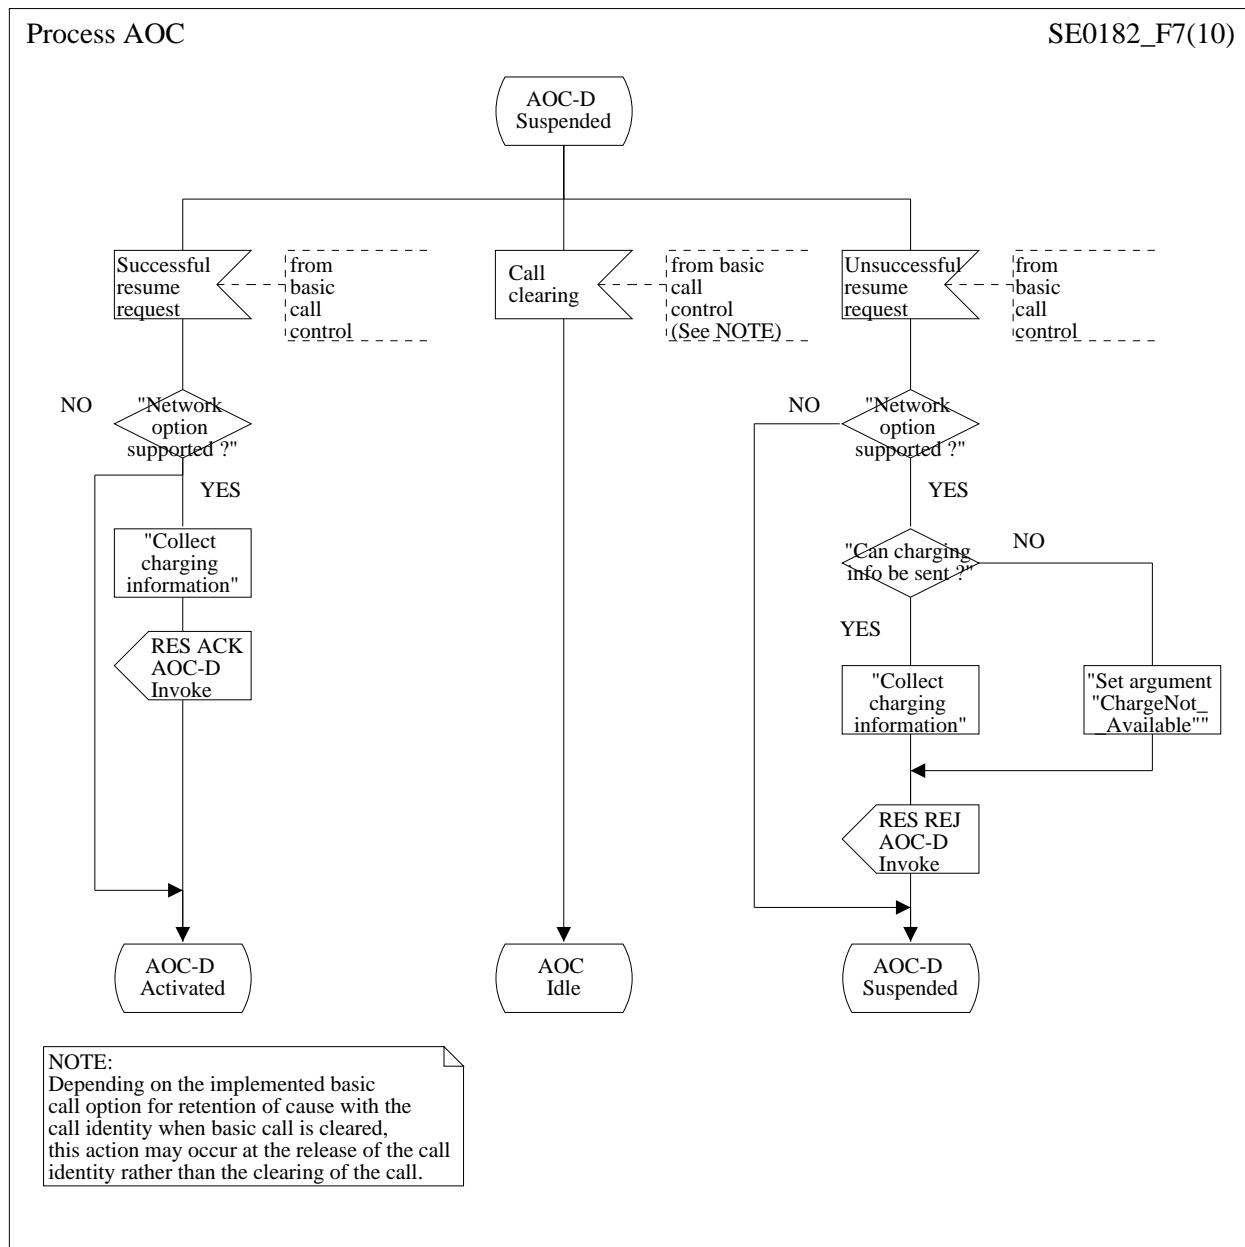 Process AOC
SE0182_F7(10)
AOC-D
Suspended
Successful
resume
request
from
basic
call
control
Call
clearing
from basic
call
control
(See NOTE)
Unsuccessful
resume
request
from
basic
call
control
NO
"Network
option
supported ?"
YES
"Collect
charging
information"
RES ACK
AOC-D
Invoke
NO
"Network
option
supported ?"
YES
"Can charging
info be sent ?"
NO
YES
"Collect
charging
information"
"Set argument
"ChargeNot_
_Available""
RES REJ
AOC-D
Invoke
AOC-D
Activated
AOC
Idle
AOC-D
Suspended
NOTE:
Depending on the implemented basic
call option for retention of cause with the
call identity when basic call is cleared,
this action may occur at the release of the call
identity rather than the clearing of the call.